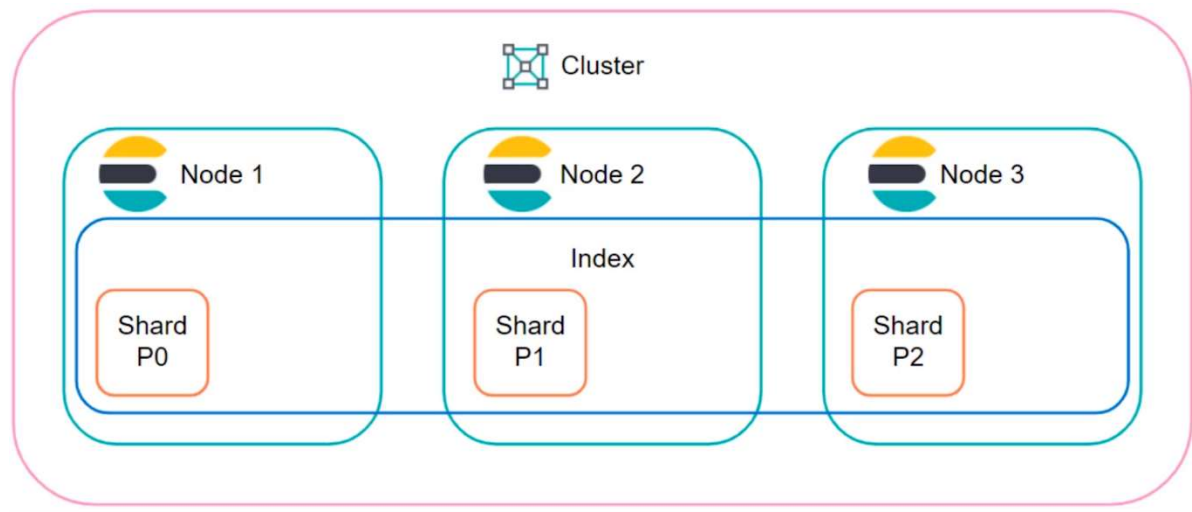 Cluster
Node 1
Node 2
Node 3
Index
Shard
P0
Shard
P1
Shard
P2